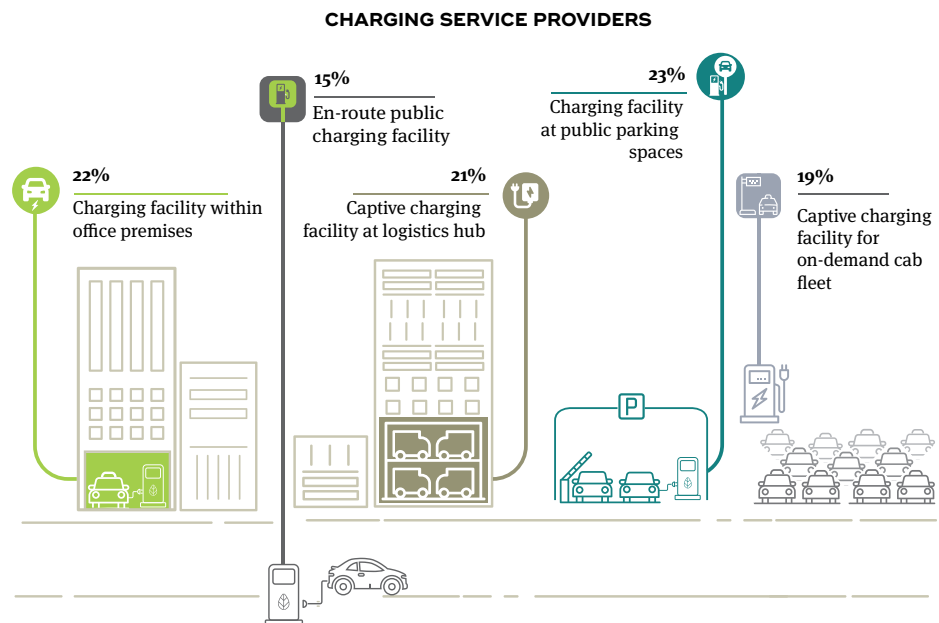 CHARGING SERVICE PROVIDERS
15%
En-route public
charging facility
23%
Charging facility
at public parking
spaces
22%
Charging facility within
office premises
21%
Captive charging
facility at logistics hub
19%
Captive charging
facility for
on-demand cab
fleet
P